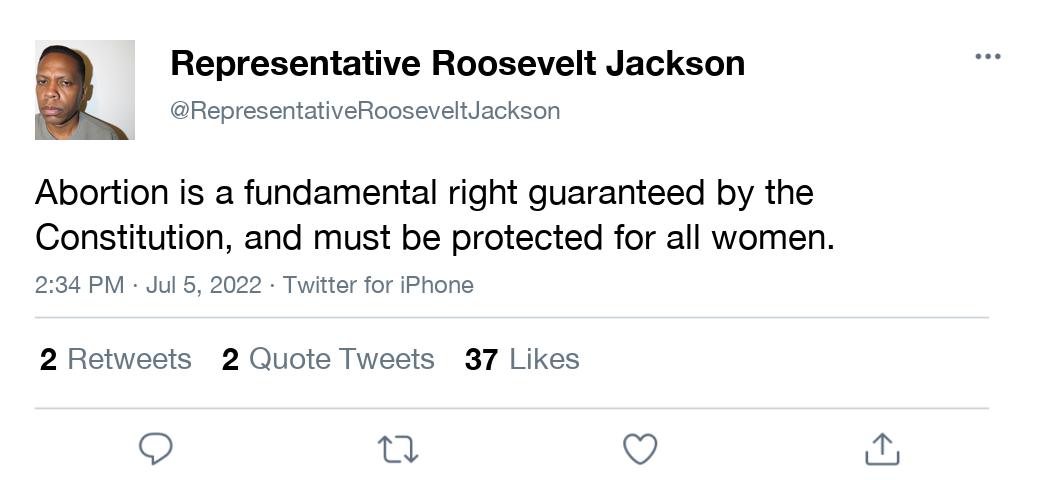 Representative Roosevelt Jackson
@RepresentativeRooseveltJackson
Abortion is a fundamental right guaranteed by the
Constitution, and must be protected for all women.
2:34 PM · Jul 5, 2022 · Twitter for iPhone
2 Retweets 2 Quote Tweets 37 Likes